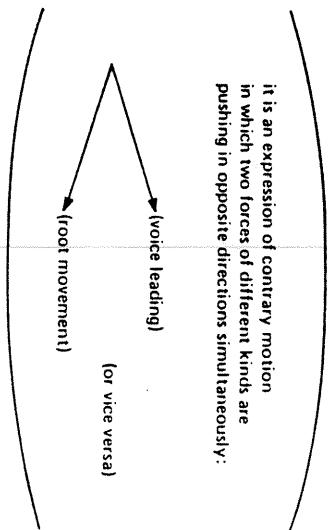 it is an expression of contrary motion
in which two forces of different kinds are
pushing in opposite directions simultaneously:
(voice leading)
(or vice versa)
(root movement)